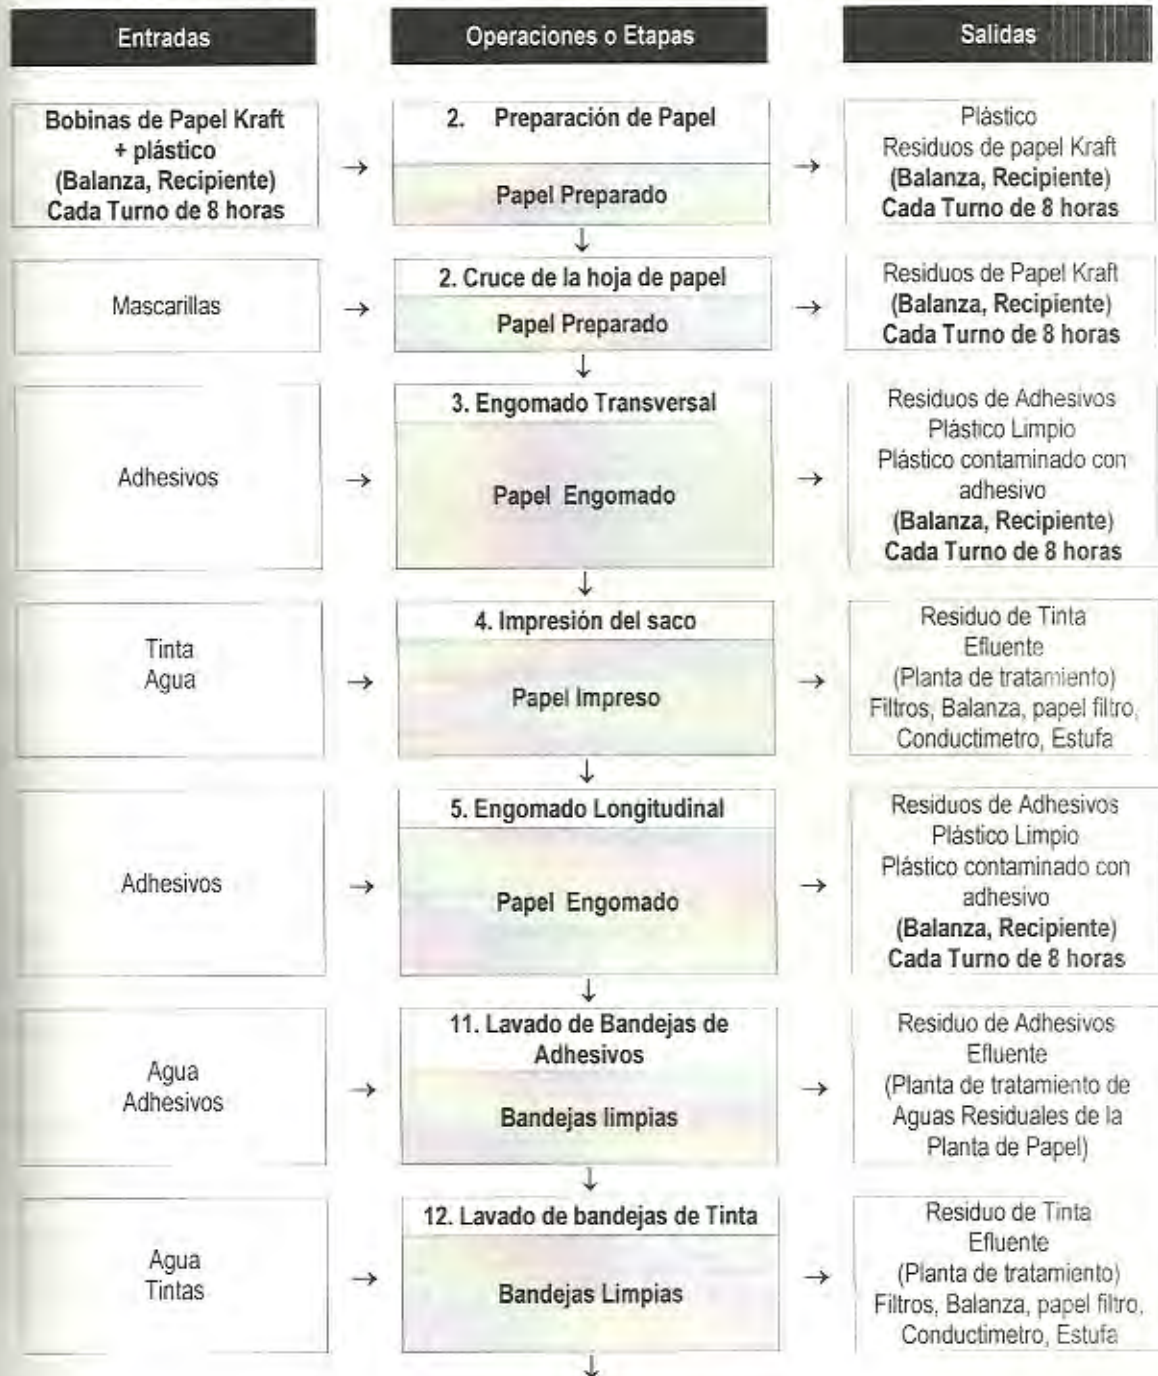 Entradas
Operaciones o Etapas
Salidas
Bobinas de Papel Kraft
+ plástico
(Balanza, Recipiente)
Cada Turno de 8 horas
→
2. Preparación de Papel
Papel Preparado
→
Plástico
Residuos de papel Kraft
(Balanza, Recipiente)
Cada Turno de 8 horas
↓
Mascarillas
→
2. Cruce de la hoja de papel
Papel Preparado
→
Residuos de Papel Kraft
(Balanza, Recipiente)
Cada Turno de 8 horas
↓
Adhesivos
→
3. Engomado Transversal
Papel Engomado
→
Residuos de Adhesivos
Plástico Limpio
Plástico contaminado con
adhesivo
(Balanza, Recipiente)
Cada Turno de 8 horas
↓
Tinta
Agua
→
4. Impresión del saco
Papel Impreso
→
Residuo de Tinta
Efluente
(Planta de tratamiento)
Filtros, Balanza, papel filtro,
Conductimetro, Estufa
↓
Adhesivos
→
5. Engomado Longitudinal
Papel Engomado
→
Residuos de Adhesivos
Plástico Limpio
Plástico contaminado con
adhesivo
(Balanza, Recipiente)
Cada Turno de 8 horas
↓
Agua
Adhesivos
→
11. Lavado de Bandejas de
Adhesivos
Bandejas limpias
→
Residuo de Adhesivos
Efluente
(Planta de tratamiento de
Aguas Residuales de la
Planta de Papel)
↓
Agua
Tintas
→
12. Lavado de bandejas de Tinta
Bandejas Limpias
→
Residuo de Tinta
Efluente
(Planta de tratamiento)
Filtros, Balanza, papel filtro,
Conductimetro, Estufa
↓